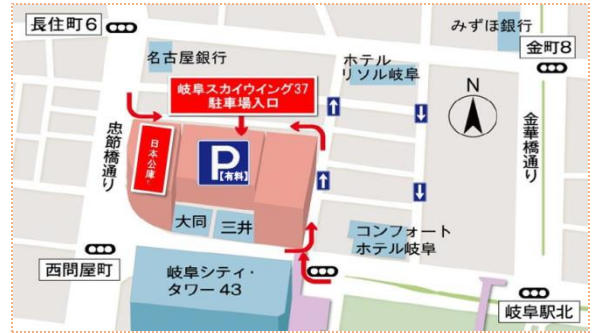 長住町6
みずほ銀行
金町8
名古屋銀行
ホテル
リソル岐阜
岐阜スカイウイング37
駐車場入口
N
忠節橋通り
日本公庫
P
【有料】
金華橋通り
大同
三井
コンフォート
ホテル岐阜
西問屋町
岐阜シティ・
タワー43
岐阜駅北